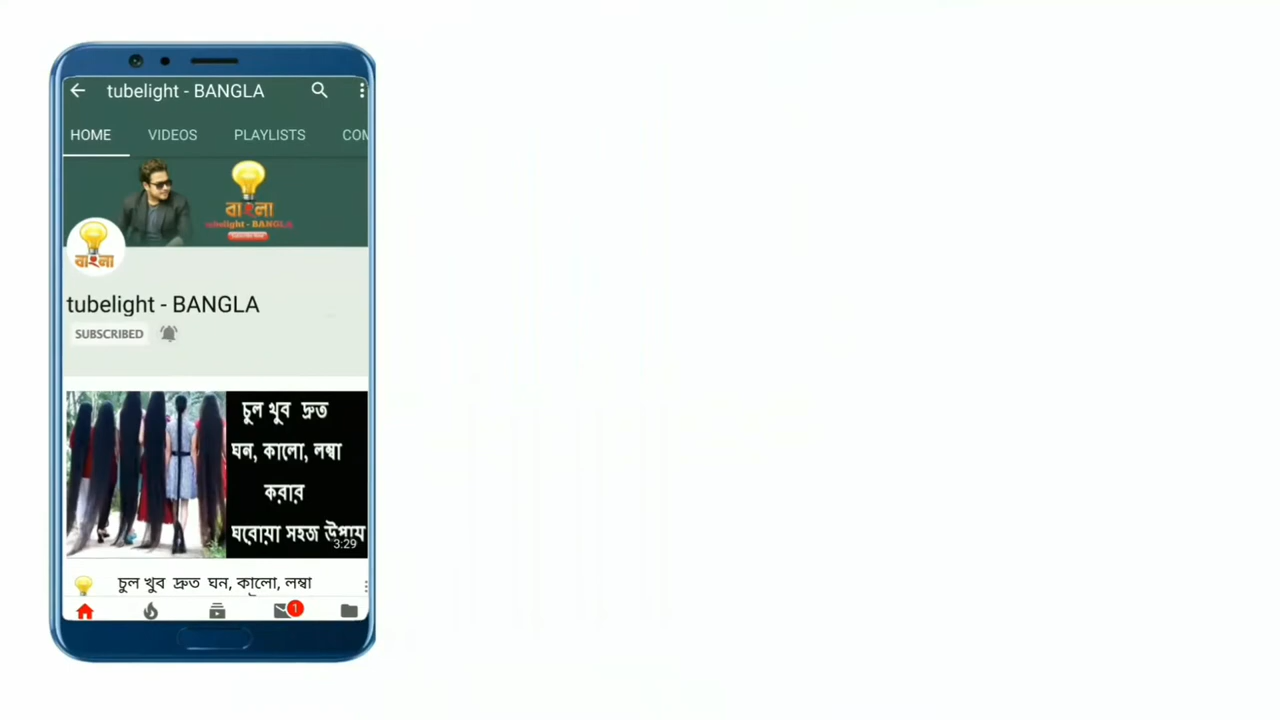 tubelight - BANGLA
HOME VIDEOS PLAYLISTS COM
বাংলা
tubelight - BANGLA
বাংলা
tubelight - BANGLA
SUBSCRIBED
চুল খুব দ্রুত
ঘন, কালো, লম্বা
করার
ঘরোয়া সহজ উপায়
3:29
চুল খুব দ্রুত ঘন, কালো, লম্বা
1